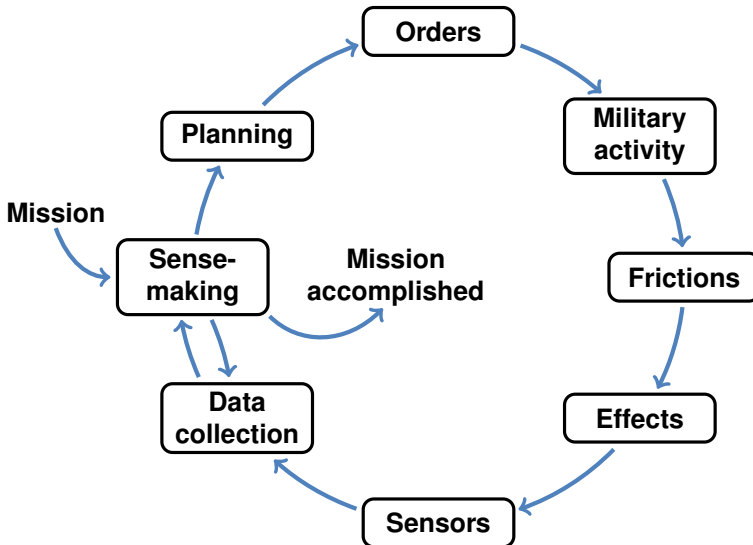 Orders
Military
activity
Planning
Mission
Sense-
making
Mission
accomplished
Frictions
Data
collection
Effects
Sensors